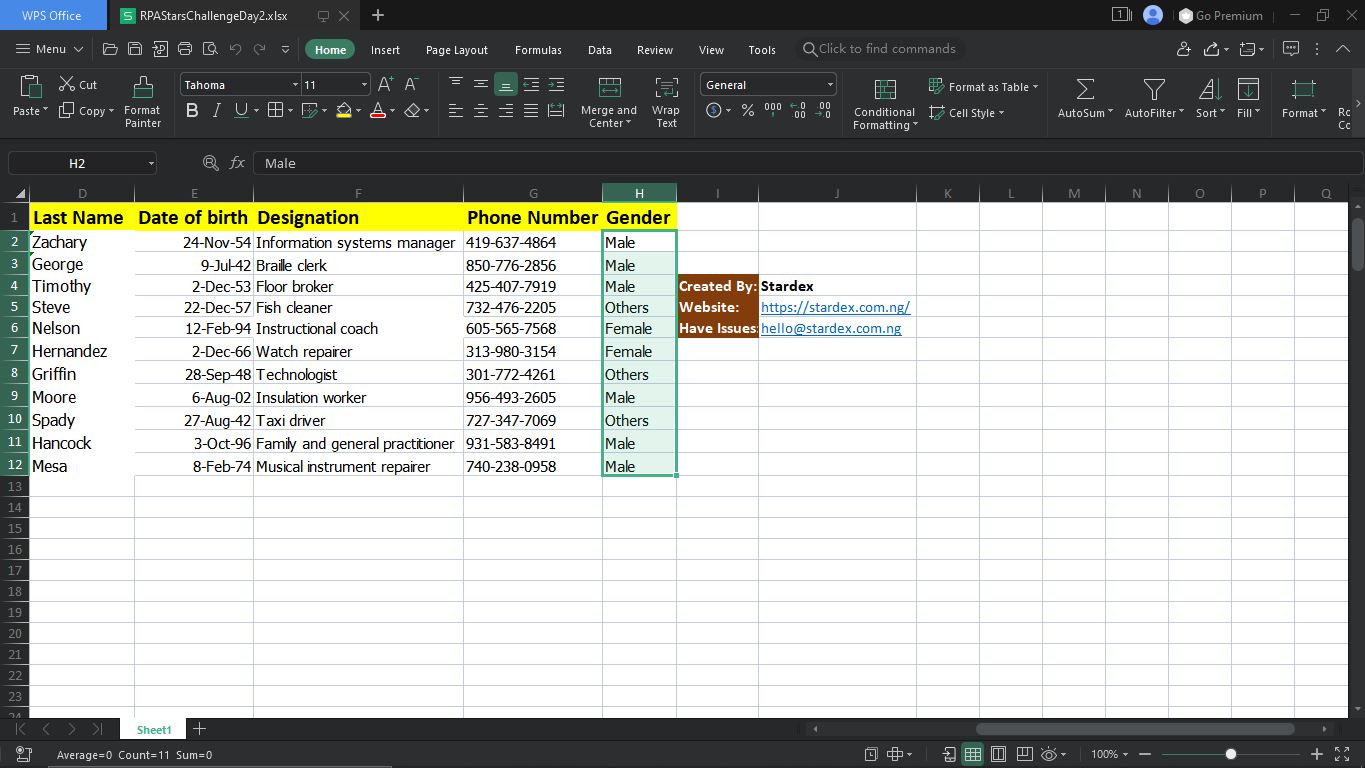 WPS Office RPAStarsChallengeDay2.xlsx Go Premium
Menu Home Insert Page Layout Formulas Data Review View Tools Click to find commands
Paste Cut Copy Format Painter Tahoma 11 A+ A- B I U A Merge and Center Wrap Text General % 000 Conditional Formatting Format as Table Cell Style AutoSum AutoFilter Sort Fill Format
H2 fx Male
D E F G H I J K L M N O P Q
1 Last Name Date of birth Designation Phone Number Gender
2 Zachary 24-Nov-54 Information systems manager 419-637-4864 Male
3 George 9-Jul-42 Braille clerk 850-776-2856 Male
4 Timothy 2-Dec-53 Floor broker 425-407-7919 Male Created By: Stardex
5 Steve 22-Dec-57 Fish cleaner 732-476-2205 Others Website: https://stardex.com.ng/
6 Nelson 12-Feb-94 Instructional coach 605-565-7568 Female Have Issues: hello@stardex.com.ng
7 Hernandez 2-Dec-66 Watch repairer 313-980-3154 Female
8 Griffin 28-Sep-48 Technologist 301-772-4261 Others
9 Moore 6-Aug-02 Insulation worker 956-493-2605 Male
10 Spady 27-Aug-42 Taxi driver 727-347-7069 Others
11 Hancock 3-Oct-96 Family and general practitioner 931-583-8491 Male
12 Mesa 8-Feb-74 Musical instrument repairer 740-238-0958 Male
13
14
15
16
17
18
19
20
21
22
23
24
Sheet1
Average=0 Count=11 Sum=0 100%